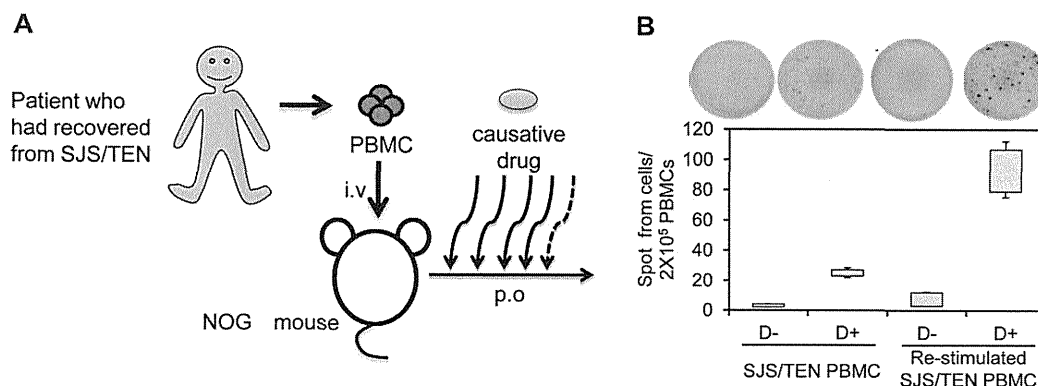 A
Patient who
had recovered
from SJS/TEN
PBMC
i.v
causative
drug
p.o
NOG mouse
B
Spot from cells/
2X10⁵ PBMCs
120
100
80
60
40
20
0
D-
D+
D-
D+
SJS/TEN PBMC
Re-stimulated
SJS/TEN PBMC